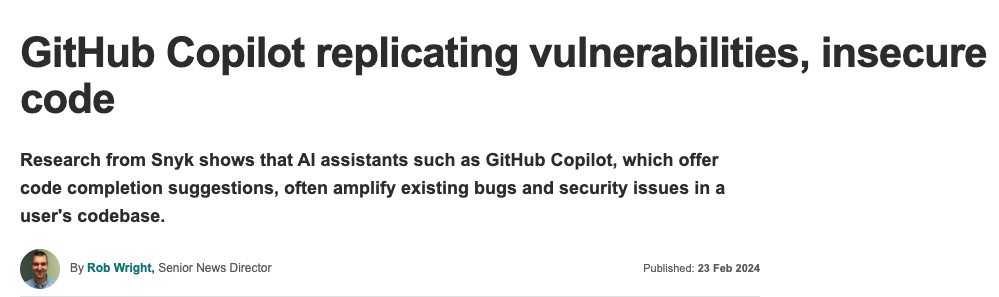 GitHub Copilot replicating vulnerabilities, insecure
code
Research from Snyk shows that AI assistants such as GitHub Copilot, which offer
code completion suggestions, often amplify existing bugs and security issues in a
user's codebase.
By Rob Wright, Senior News Director
Published: 23 Feb 2024